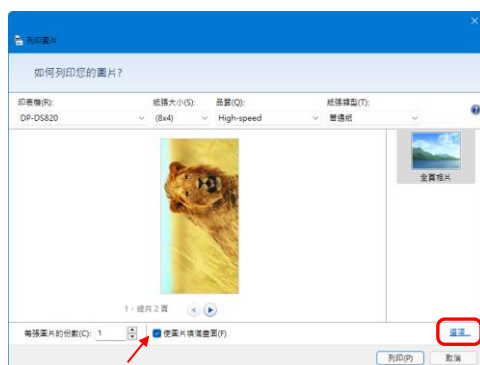 列印圖片
如何列印您的圖片?
印表機(R): 紙張大小(S): 品質(Q): 紙張類型(T):
DP-DS820 (8x4) High-speed 普通紙
全頁相片
1，總共 2 頁
每張圖片的份數(C): 1 使圖片填滿畫面(F) 選項...
列印(P) 取消